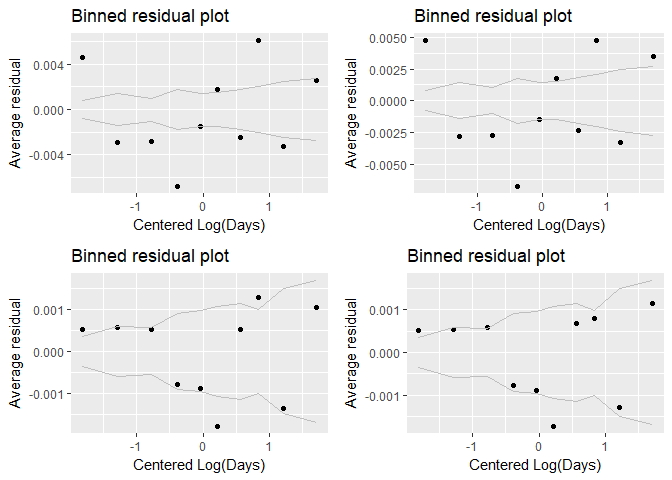 Binned residual plot
Average residual
0.004
0.000
-0.004
-1
0
1
Centered Log(Days)
Binned residual plot
Average residual
0.0050
0.0025
0.0000
-0.0025
-0.0050
-1
0
1
Centered Log(Days)
Binned residual plot
Average residual
0.001
0.000
-0.001
-1
0
1
Centered Log(Days)
Binned residual plot
Average residual
0.001
0.000
-0.001
-1
0
1
Centered Log(Days)